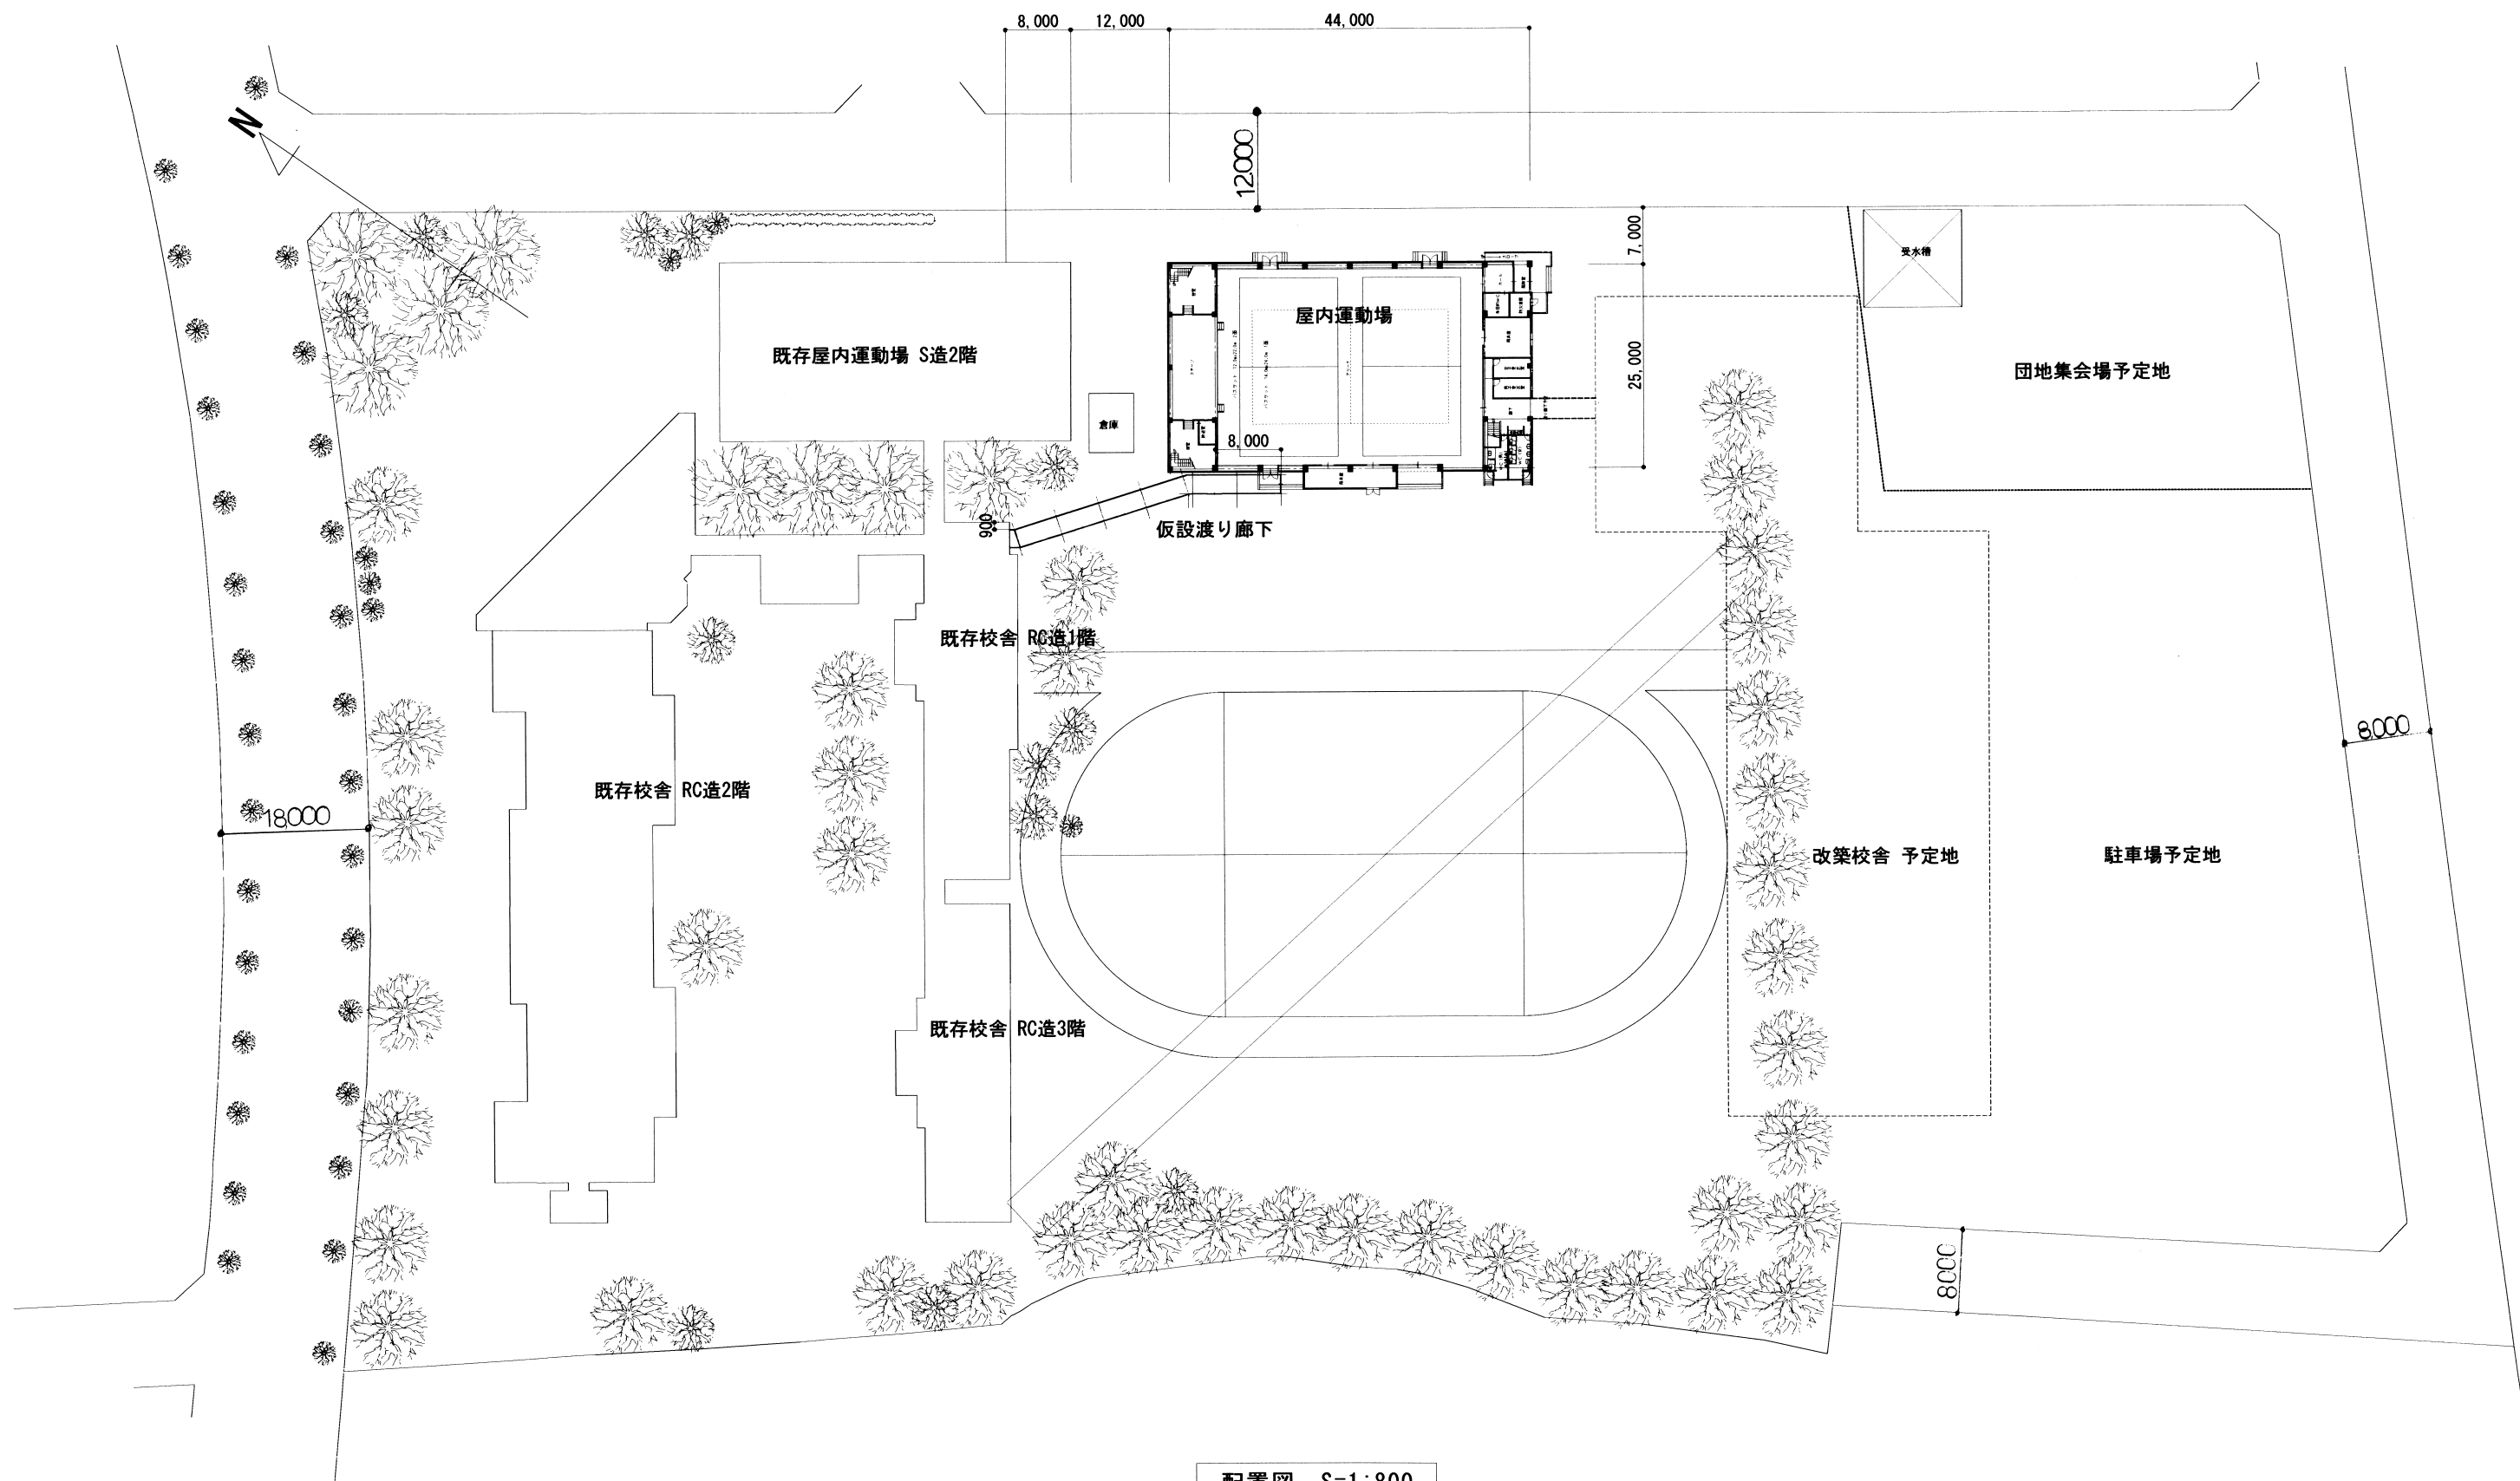 8,000
12,000
44,000
N
12000
7,000
受水槽
屋内運動場
既存屋内運動場 S造2階
25,000
団地集会場予定地
倉庫
8,000
900
仮設渡り廊下
既存校舎 RC造1階
8000
既存校舎 RC造2階
18,000
改築校舎 予定地
駐車場予定地
既存校舎 RC造3階
8000
配置図 S=1:800